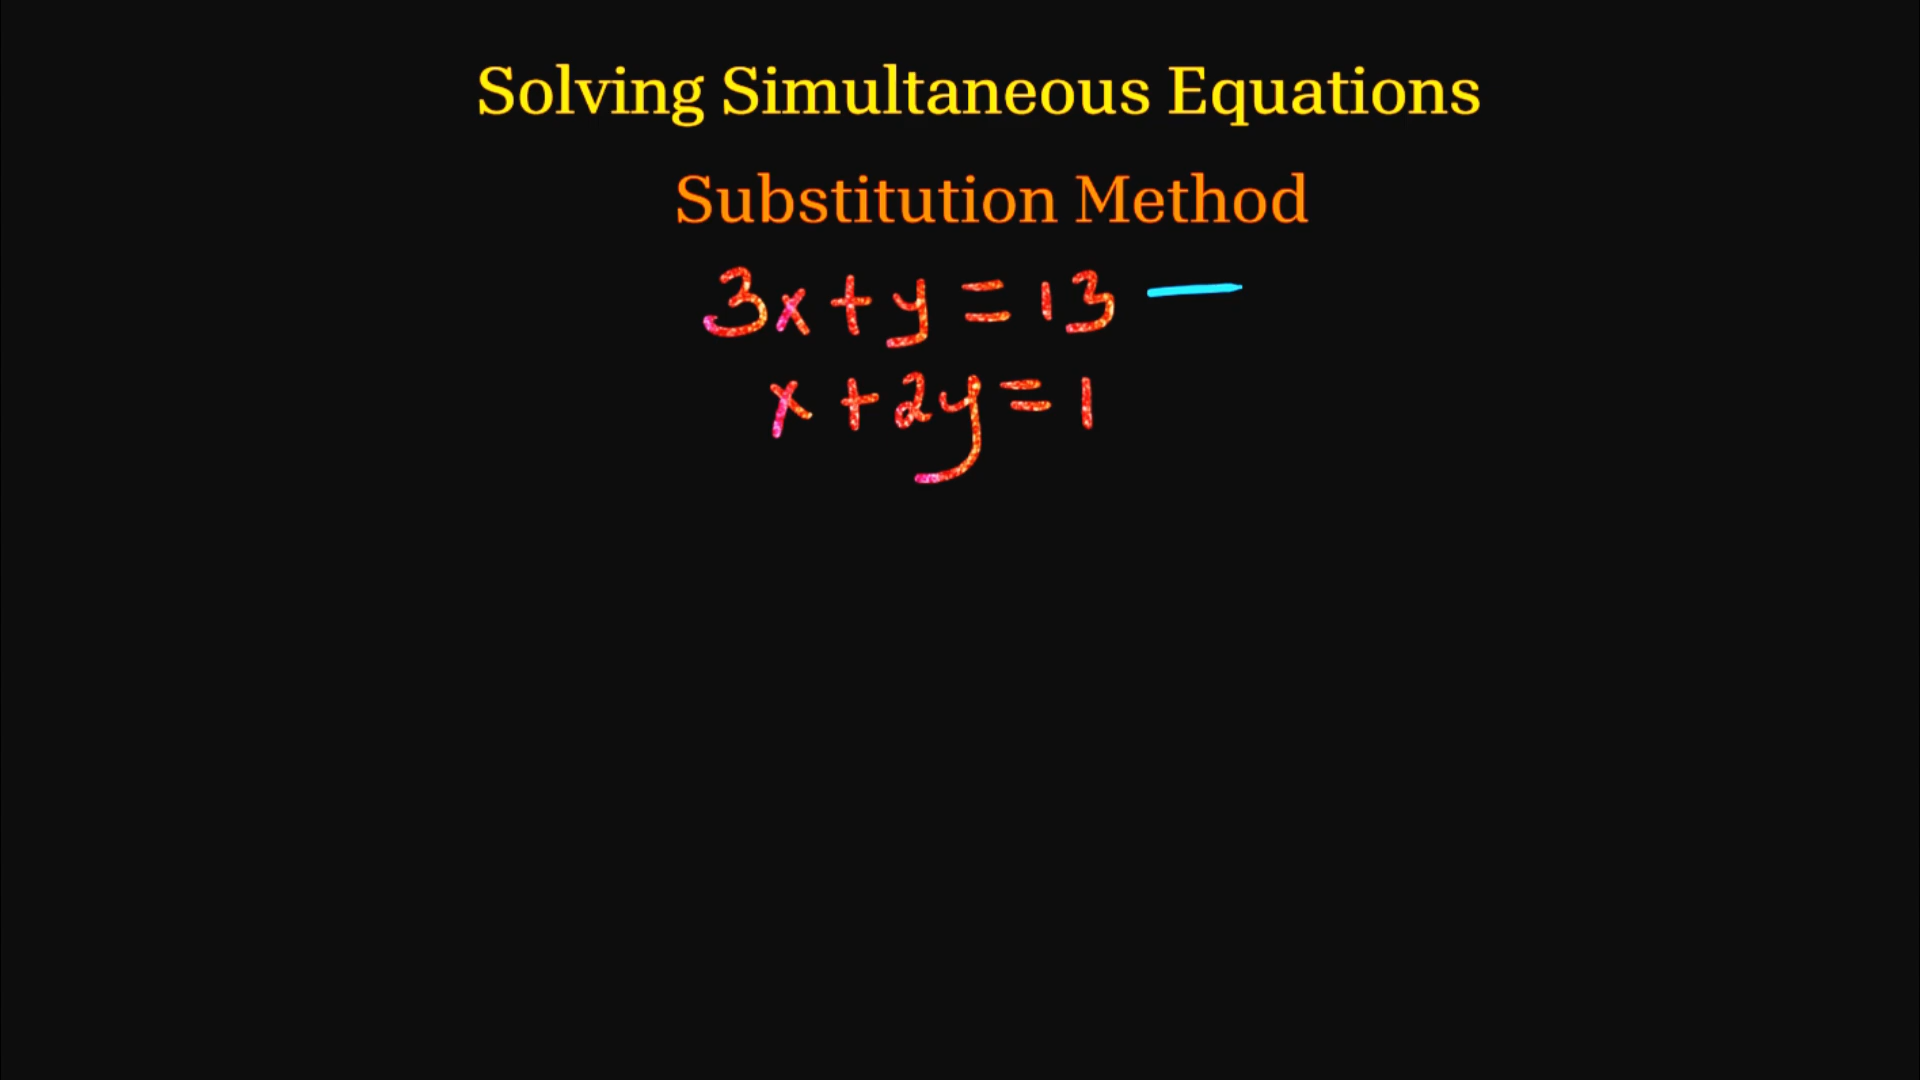 Solving Simultaneous Equations
Substitution Method
3x + y = 13 —
x + 2y = 1